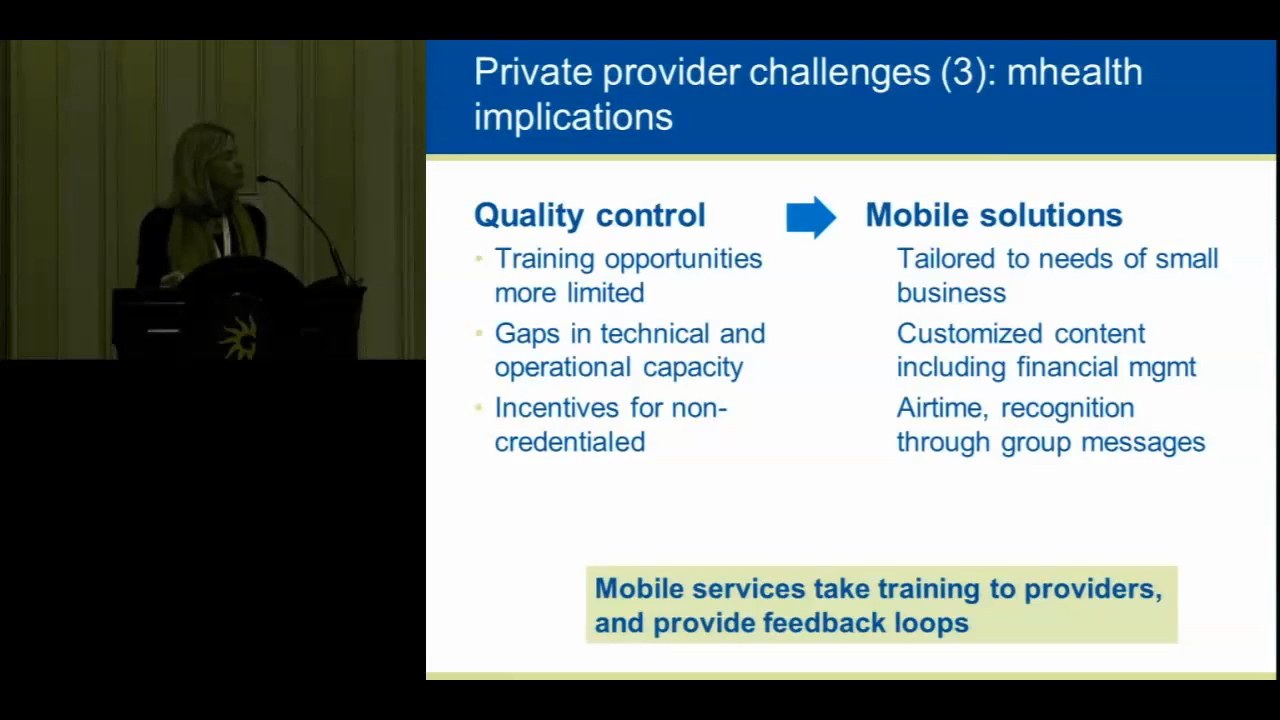 Private provider challenges (3): mhealth
implications
Quality control
Mobile solutions
• Training opportunities
more limited
• Gaps in technical and
operational capacity
• Incentives for non-
credentialed
Tailored to needs of small
business
Customized content
including financial mgmt
Airtime, recognition
through group messages
Mobile services take training to providers,
and provide feedback loops